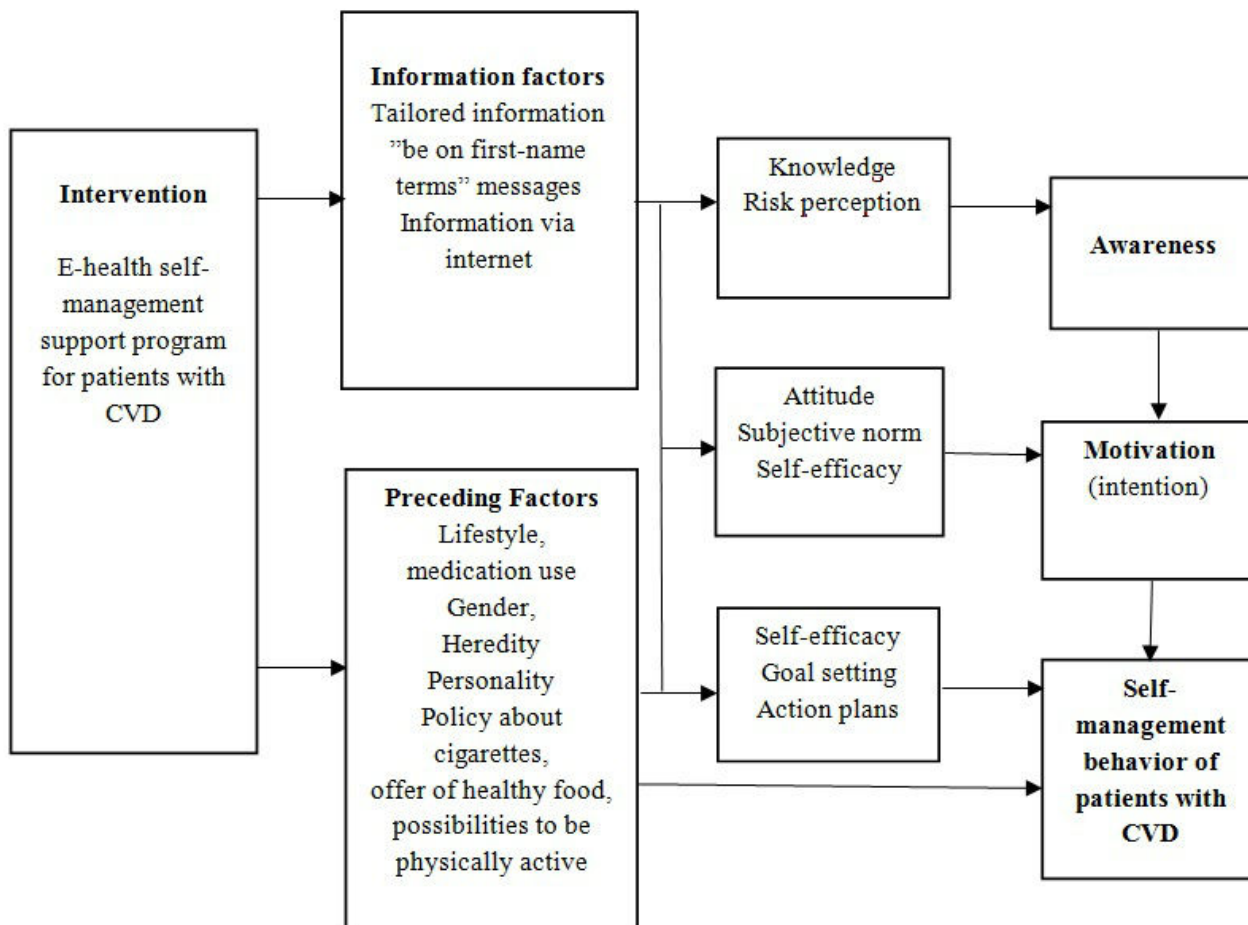 Intervention
E-health self-
management
support program
for patients with
CVD
Information factors
Tailored information
”be on first-name
terms” messages
Information via
internet
Preceding Factors
Lifestyle,
medication use
Gender,
Heredity
Personality
Policy about
cigarettes,
offer of healthy food,
possibilities to be
physically active
Knowledge
Risk perception
Attitude
Subjective norm
Self-efficacy
Self-efficacy
Goal setting
Action plans
Awareness
Motivation
(intention)
Self-
management
behavior of
patients with
CVD